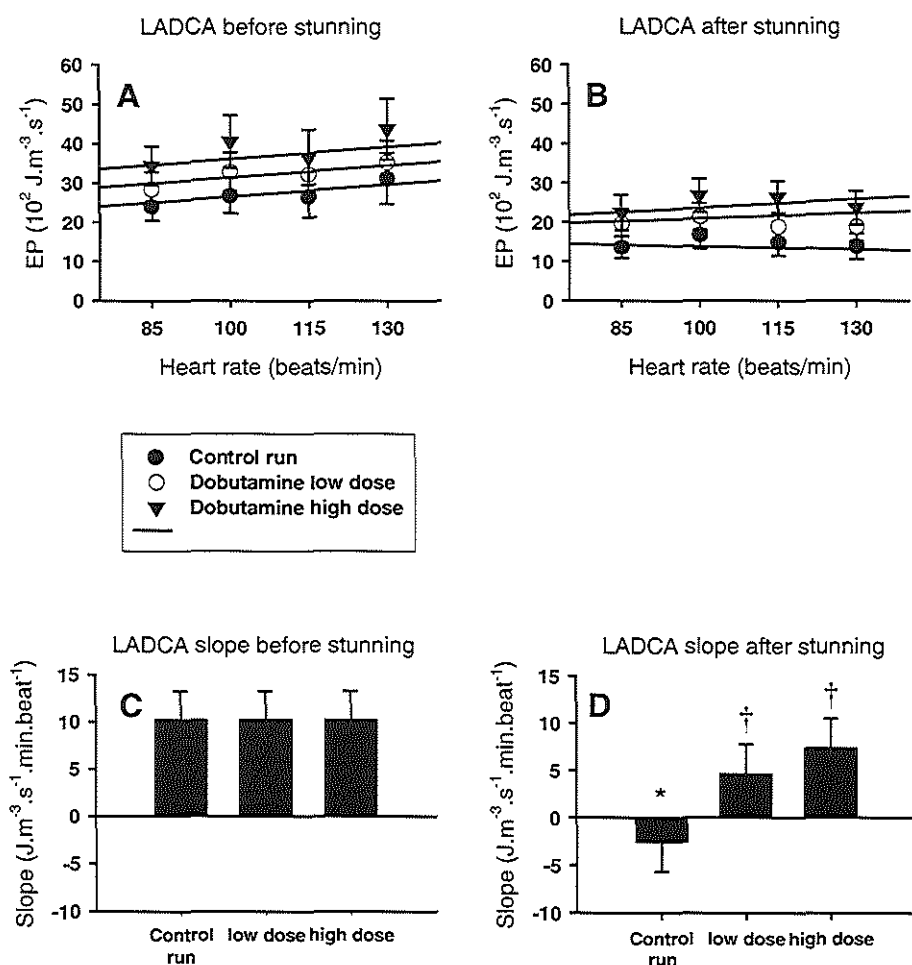 LADCA before stunning
A
EP (10² J.m⁻³.s⁻¹)
60
50
40
30
20
10
0
85 100 115 130
Heart rate (beats/min)
LADCA after stunning
B
EP (10² J.m⁻³.s⁻¹)
60
50
40
30
20
10
0
85 100 115 130
Heart rate (beats/min)
Control run
Dobutamine low dose
Dobutamine high dose
LADCA slope before stunning
C
Slope (J.m⁻³.s⁻¹.min.beat⁻¹)
15
10
5
0
-5
-10
Control run
low dose
high dose
LADCA slope after stunning
D
Slope (J.m⁻³.s⁻¹.min.beat⁻¹)
15
10
5
0
-5
-10
*
†
†
Control run
low dose
high dose